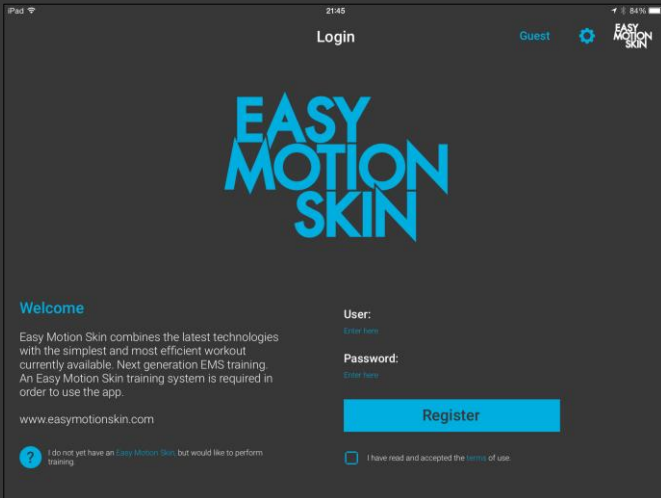 iPad 21:45 84%
Login Guest EASY MOTION SKIN
EASY
MOTION
SKIN
Welcome
Easy Motion Skin combines the latest technologies
with the simplest and most efficient workout
currently available. Next generation EMS training.
An Easy Motion Skin training system is required in
order to use the app.
www.easymotionskin.com
? I do not yet have an Easy Motion Skin, but would like to perform
training.
User:
Enter here
Password:
Enter here
Register
I have read and accepted the terms of use.